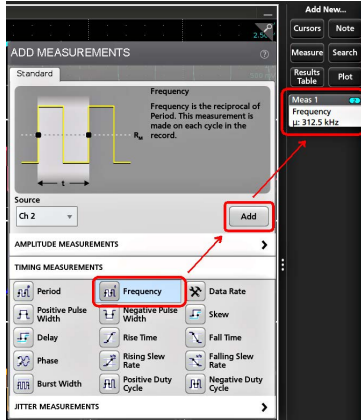 Add New...
Cursors
Note
Measure
Search
Results
Table
Plot
Meas 1
2
Frequency
µ: 312.5 kHz
ADD MEASUREMENTS
Standard
Frequency
Frequency is the reciprocal of
Period. This measurement is
made on each cycle in the
record.
t
Source
Ch 2
Add
AMPLITUDE MEASUREMENTS
TIMING MEASUREMENTS
Period
Frequency
Data Rate
Positive Pulse
Width
Negative Pulse
Width
Skew
Delay
Rise Time
Fall Time
Phase
Rising Slew
Rate
Falling Slew
Rate
Burst Width
Positive Duty
Cycle
Negative Duty
Cycle
JITTER MEASUREMENTS